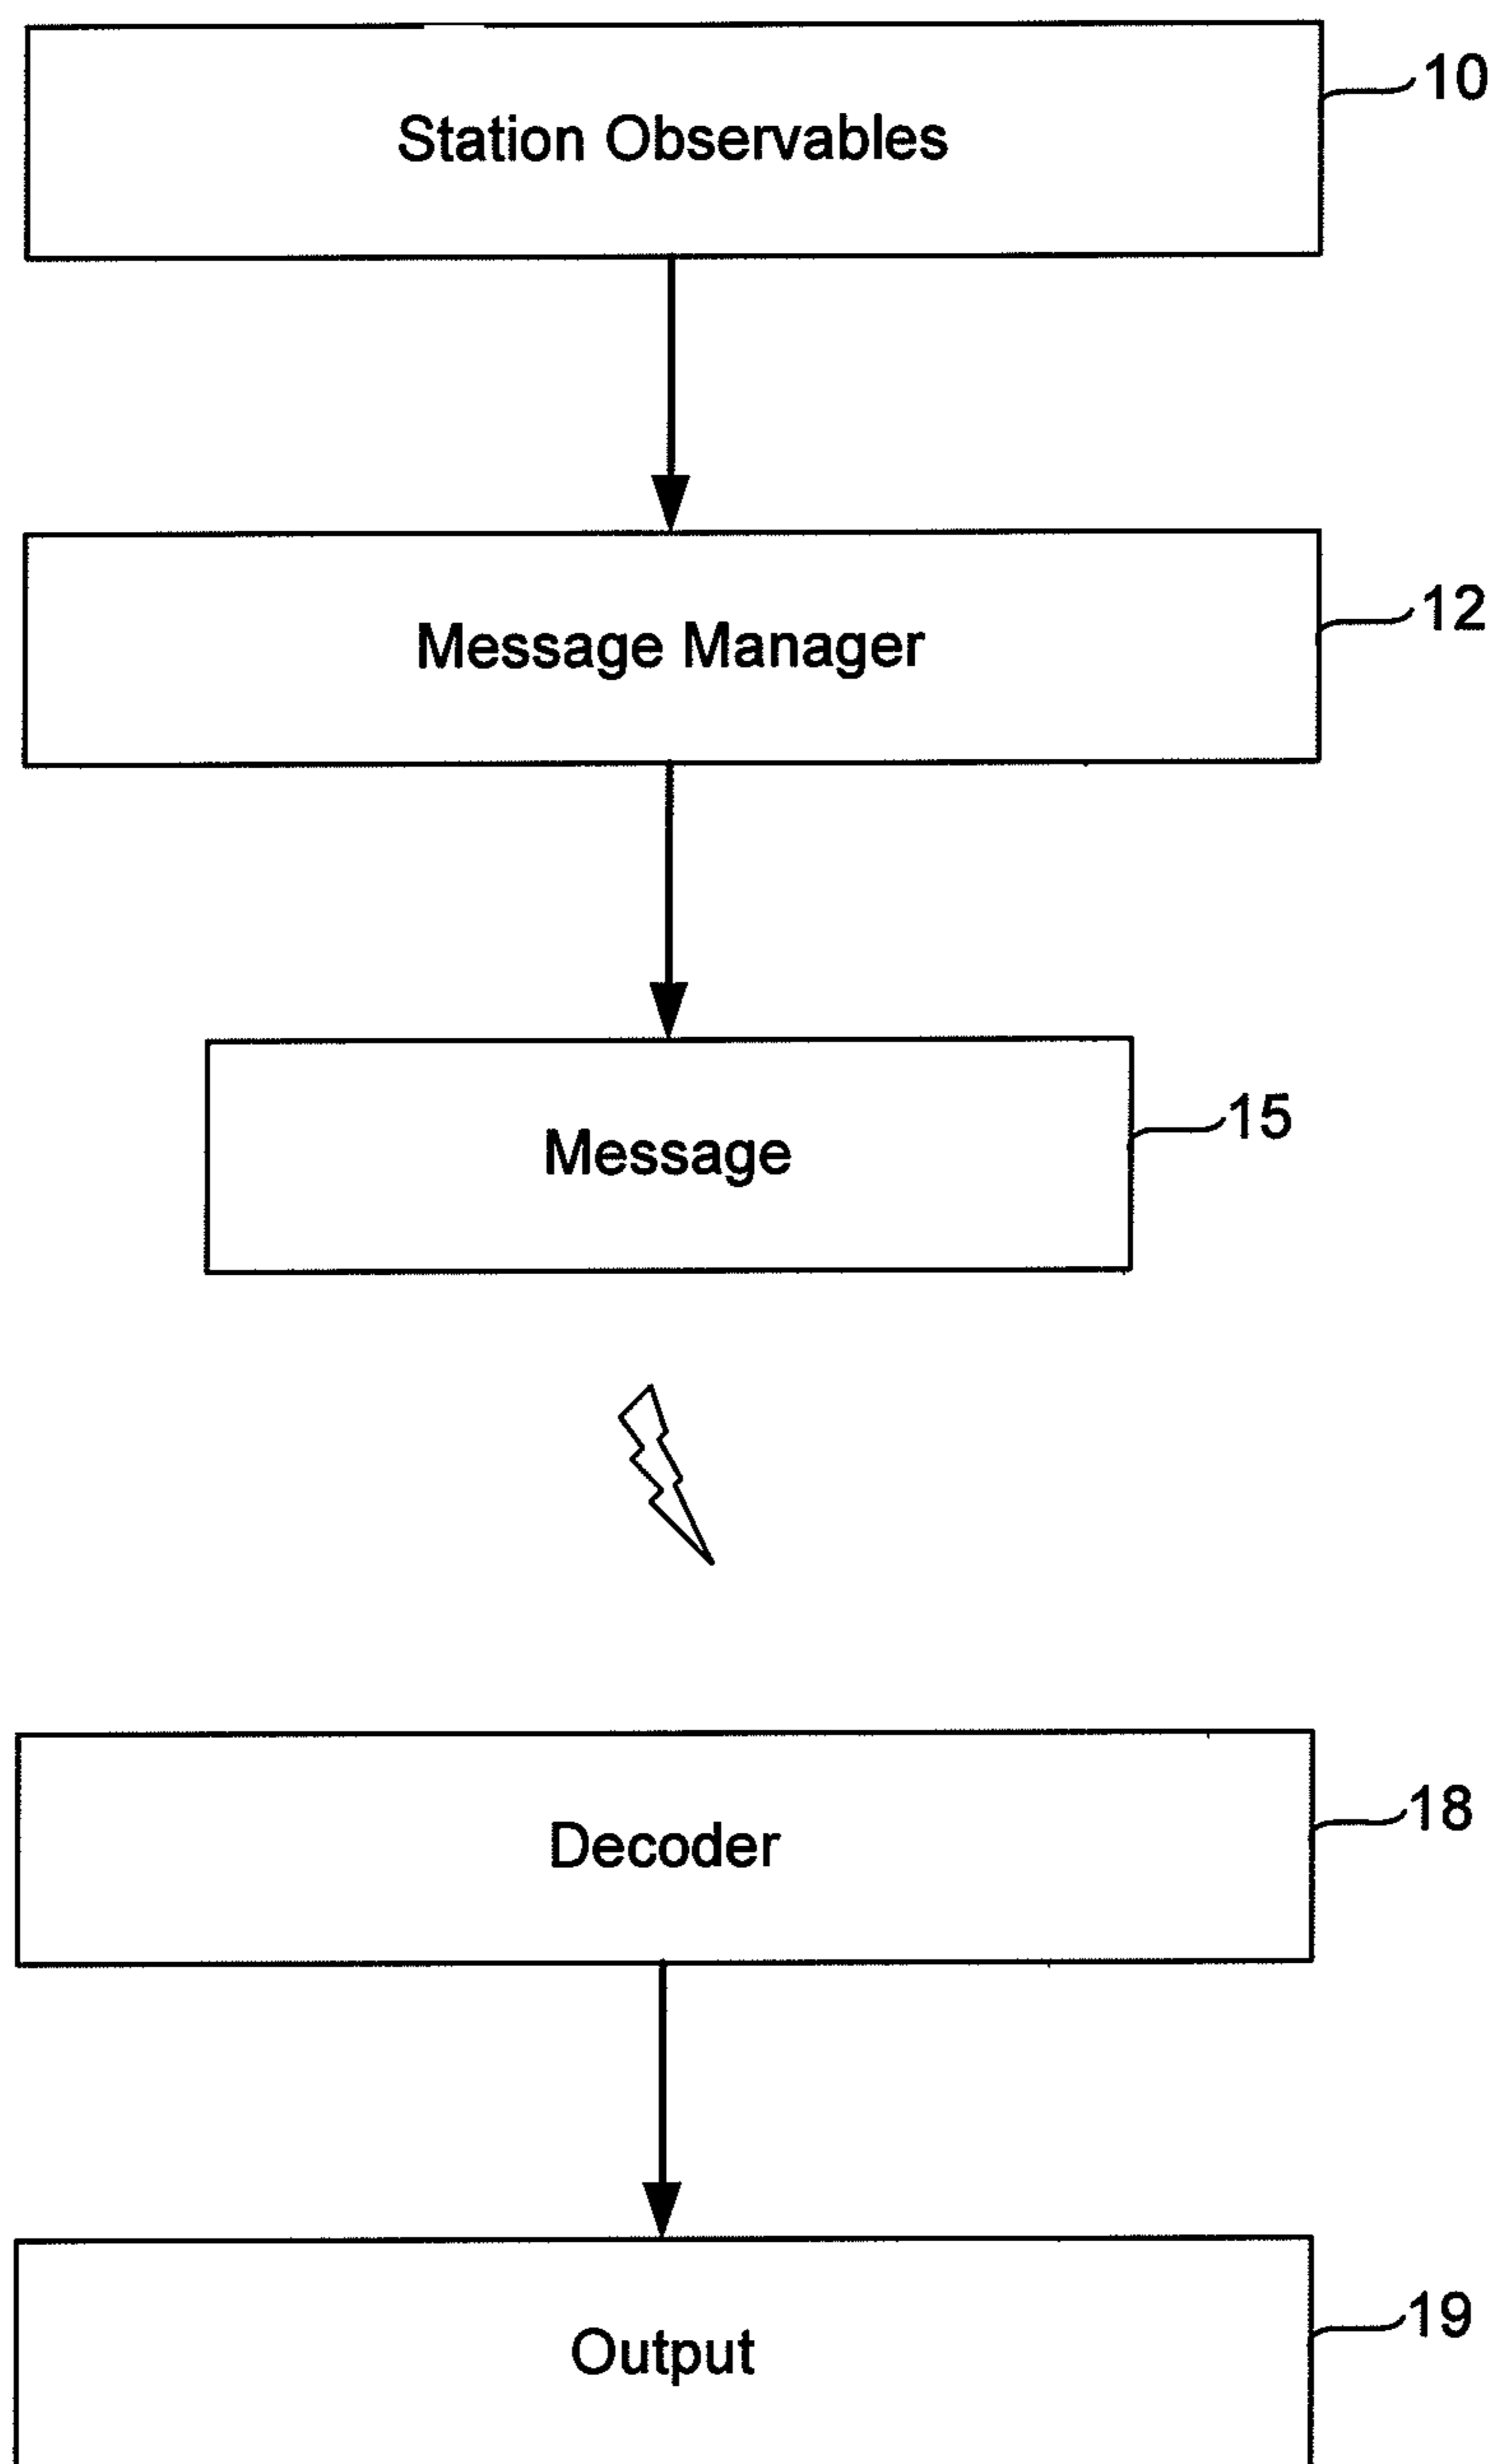 Station Observables
10
Message Manager
12
Message
15
Decoder
18
Output
19